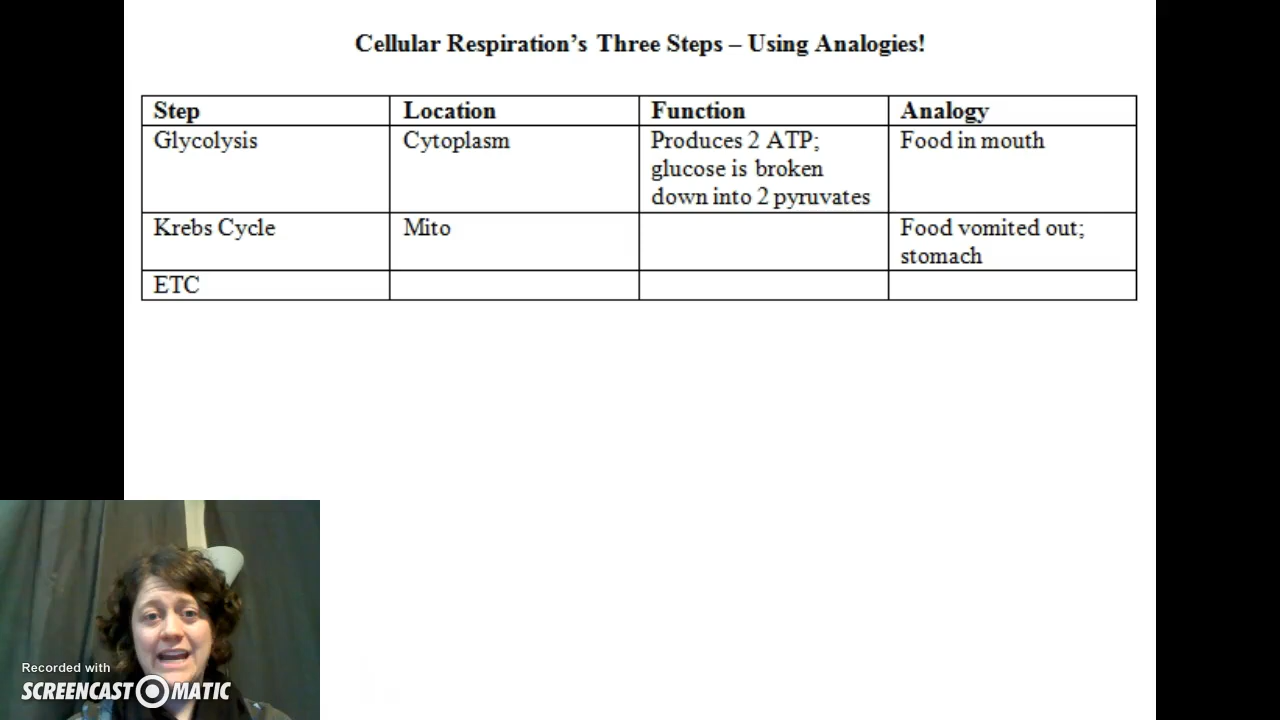 Cellular Respiration’s Three Steps – Using Analogies!
Step Location Function Analogy
Glycolysis Cytoplasm Produces 2 ATP; Food in mouth
glucose is broken
down into 2 pyruvates
Krebs Cycle Mito Food vomited out;
stomach
ETC
Recorded with
SCREENCAST MATIC